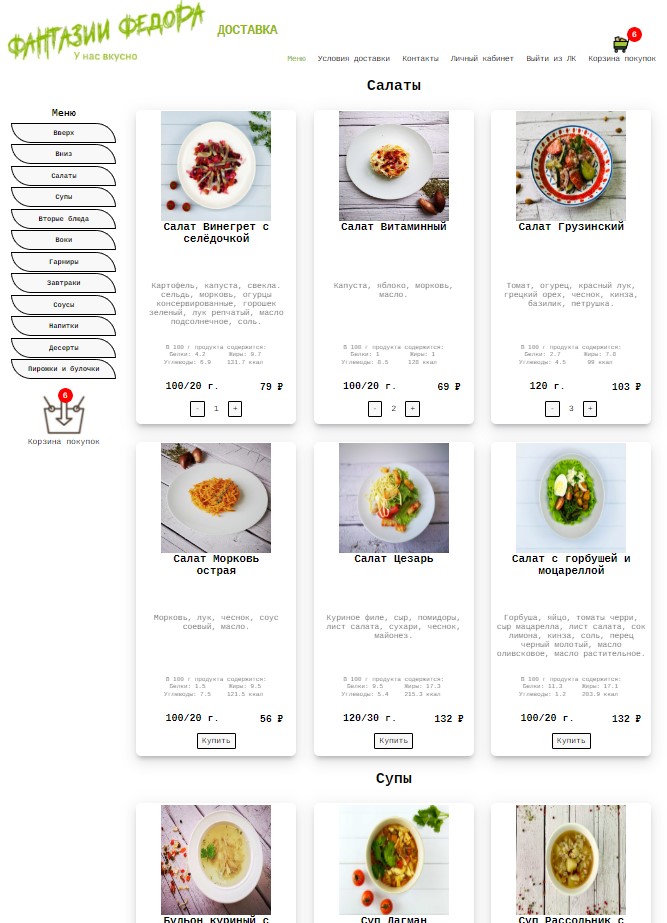 ФАНТАЗИИ ФЕДОРА
У нас вкусно
ДОСТАВКА
6
Меню Условия доставки Контакты Личный кабинет Выйти из ЛК Корзина покупок
Салаты
Меню
Вверх
Вниз
Салаты
Супы
Вторые блюда
Воки
Гарниры
Завтраки
Соусы
Напитки
Десерты
Пирожки и булочки
6
Корзина покупок
Салат Винегрет с
селёдочкой
Картофель, капуста, свекла.
сельдь, морковь, огурцы
консервированные, горошек
зеленый, лук репчатый, масло
подсолнечное, соль.
В 100 г продукта содержится:
Белки: 4.2 Жиры: 9.7
Углеводы: 6.9 131.7 ккал
100/20 г. 79 ₽
- 1 +
Салат Витаминный
Капуста, яблоко, морковь,
масло.
В 100 г продукта содержится:
Белки: 1 Жиры: 1
Углеводы: 8.5 128 ккал
100/20 г. 69 ₽
- 2 +
Салат Грузинский
Томат, огурец, красный лук,
грецкий орех, чеснок, кинза,
базилик, петрушка.
В 100 г продукта содержится:
Белки: 2.7 Жиры: 7.8
Углеводы: 4.5 99 ккал
120 г. 103 ₽
- 3 +
Салат Морковь
острая
Морковь, лук, чеснок, соус
соевый, масло.
В 100 г продукта содержится:
Белки: 1.5 Жиры: 9.5
Углеводы: 7.5 121.5 ккал
100/20 г. 56 ₽
Купить
Салат Цезарь
Куриное филе, сыр, помидоры,
лист салата, сухари, чеснок,
майонез.
В 100 г продукта содержится:
Белки: 9.5 Жиры: 17.3
Углеводы: 5.4 215.3 ккал
120/30 г. 132 ₽
Купить
Салат с горбушей и
моцареллой
Горбуша, яйцо, томаты черри,
сыр мацарелла, лист салата, сок
лимона, кинза, соль, перец
черный молотый, масло
оливсковое, масло растительное.
В 100 г продукта содержится:
Белки: 11.3 Жиры: 17.1
Углеводы: 1.2 203.9 ккал
100/20 г. 132 ₽
Купить
Супы
Бульон куриный с
Суп Лагман
Суп Рассольник с